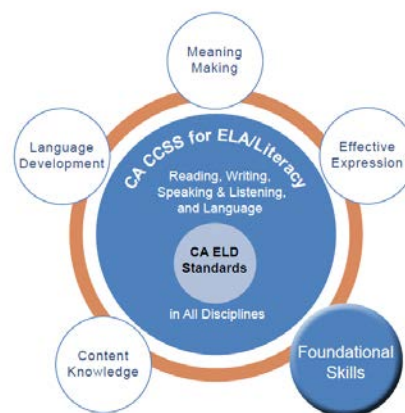 Meaning
Making
Language
Development
Effective
Expression
CA CCSS for ELA/Literacy
Reading, Writing,
Speaking & Listening,
and Language
CA ELD
Standards
in All Disciplines
Content
Knowledge
Foundational
Skills